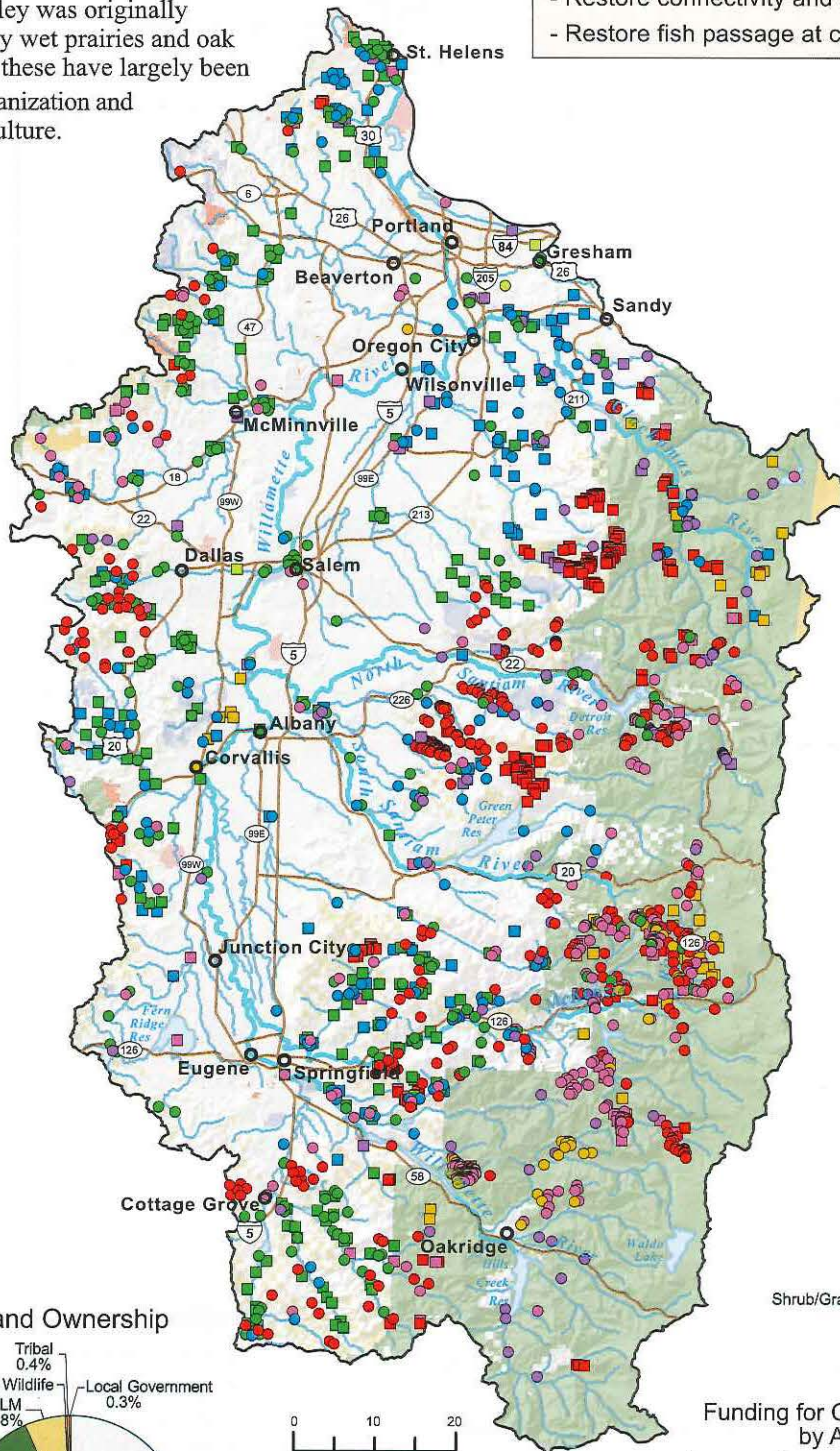 ley was originally
y wet prairies and oak
these have largely been
anization and
ulture.
- Restore connectivity and
- Restore fish passage at c
St. Helens
30
6
26
Portland
84
Gresham
26
Beaverton
205
Sandy
47
Oregon City
River
Wilsonville
211
Clackamas
McMinnville
5
18
99W
99E
Willamette
River
22
213
Dallas
Salem
5
North
22
Santiam
River
226
Detroit
Res
20
Albany
Corvallis
South
Santiam
Green
Peter
Res
99E
99W
River
20
Junction City
126
Fern
Ridge
Res
126
126
Eugene
Springfield
Willamette
58
Cottage Grove
5
Oakridge
River
Waldo
Lake
Hills
Creek
Res
Shrub/Gra
and Ownership
Tribal
0.4%
Wildlife
Local Government
0.3%
LM
8%
0 10 20
Funding for C
by A